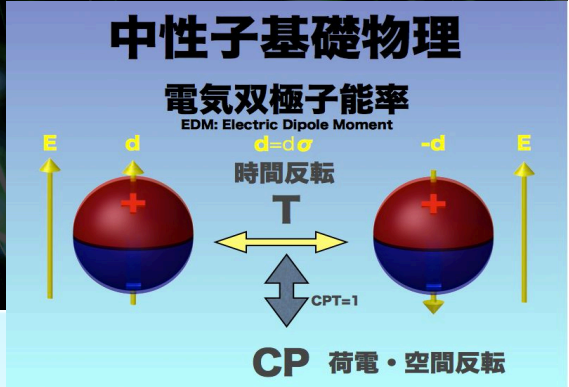 中性子基礎物理
電気双極子能率
EDM: Electric Dipole Moment
E d d=dσ -d E
時間反転
T
+ +
- -
CPT=1
CP 荷電・空間反転